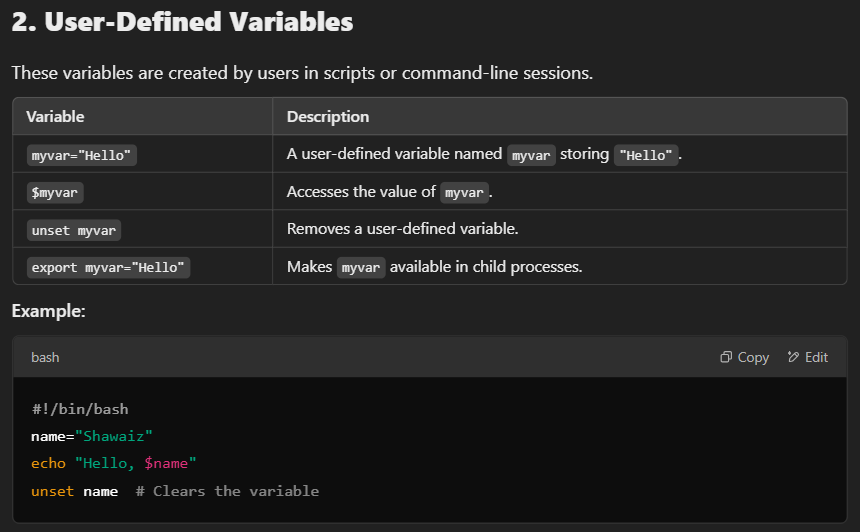 2. User-Defined Variables
These variables are created by users in scripts or command-line sessions.
Variable Description
myvar="Hello" A user-defined variable named myvar storing "Hello".
$myvar Accesses the value of myvar.
unset myvar Removes a user-defined variable.
export myvar="Hello" Makes myvar available in child processes.
Example:
bash Copy Edit
#!/bin/bash
name="Shawaiz"
echo "Hello, $name"
unset name  # Clears the variable